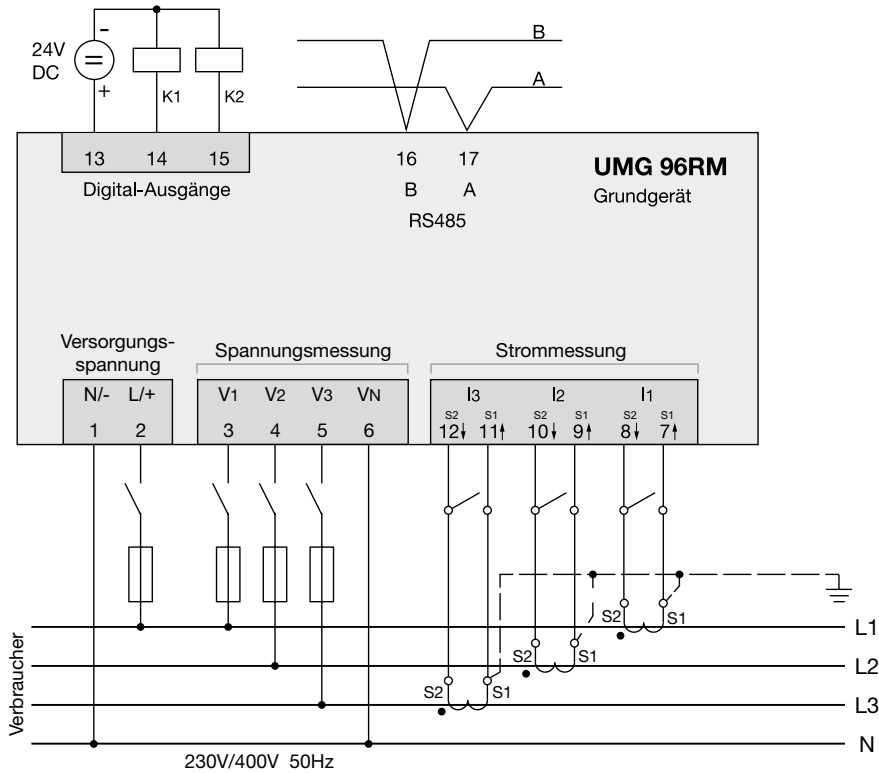 -
24V
DC
=
+
K1
K2
B
A
13 14 15
Digital-Ausgänge
16 17
B A
RS485
UMG 96RM
Grundgerät
Versorgungs-
spannung
Spannungsmessung
Strommessung
N/- L/+
1 2
V1 V2 V3 VN
3 4 5 6
I3 I2 I1
S2 S1 S2 S1 S2 S1
12 11 10 9 8 7
S2 S1
L1
S2 S1
L2
S2 S1
L3
N
Verbraucher
230V/400V 50Hz